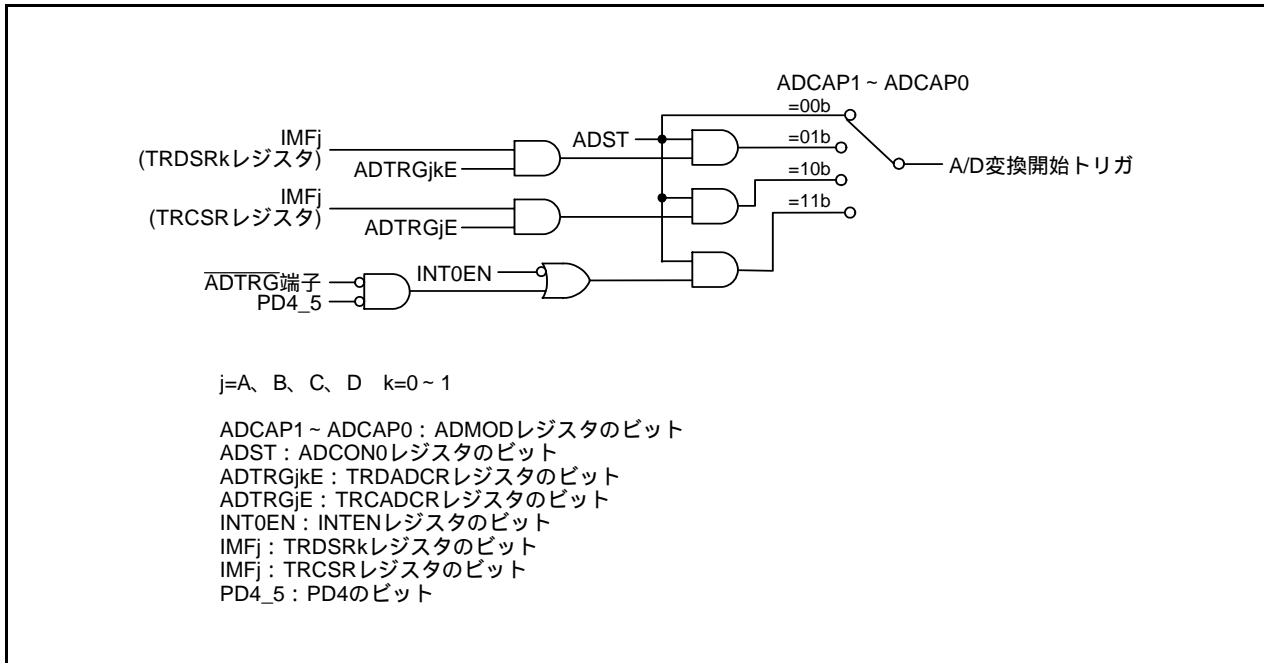 ADCAP1 ~ ADCAP0
=00b
IMFj
(TRDSRkレジスタ)
ADTRGjkE
ADST
=01b
A/D変換開始トリガ
=10b
IMFj
(TRCSRレジスタ)
ADTRGjE
=11b
ADTRG端子
PD4_5
INT0EN
j=A、B、C、D k=0 ~ 1
ADCAP1 ~ ADCAP0：ADMODレジスタのビット
ADST：ADCON0レジスタのビット
ADTRGjkE：TRDADCRレジスタのビット
ADTRGjE：TRCADCRレジスタのビット
INT0EN：INTENレジスタのビット
IMFj：TRDSRkレジスタのビット
IMFj：TRCSRレジスタのビット
PD4_5：PD4のビット